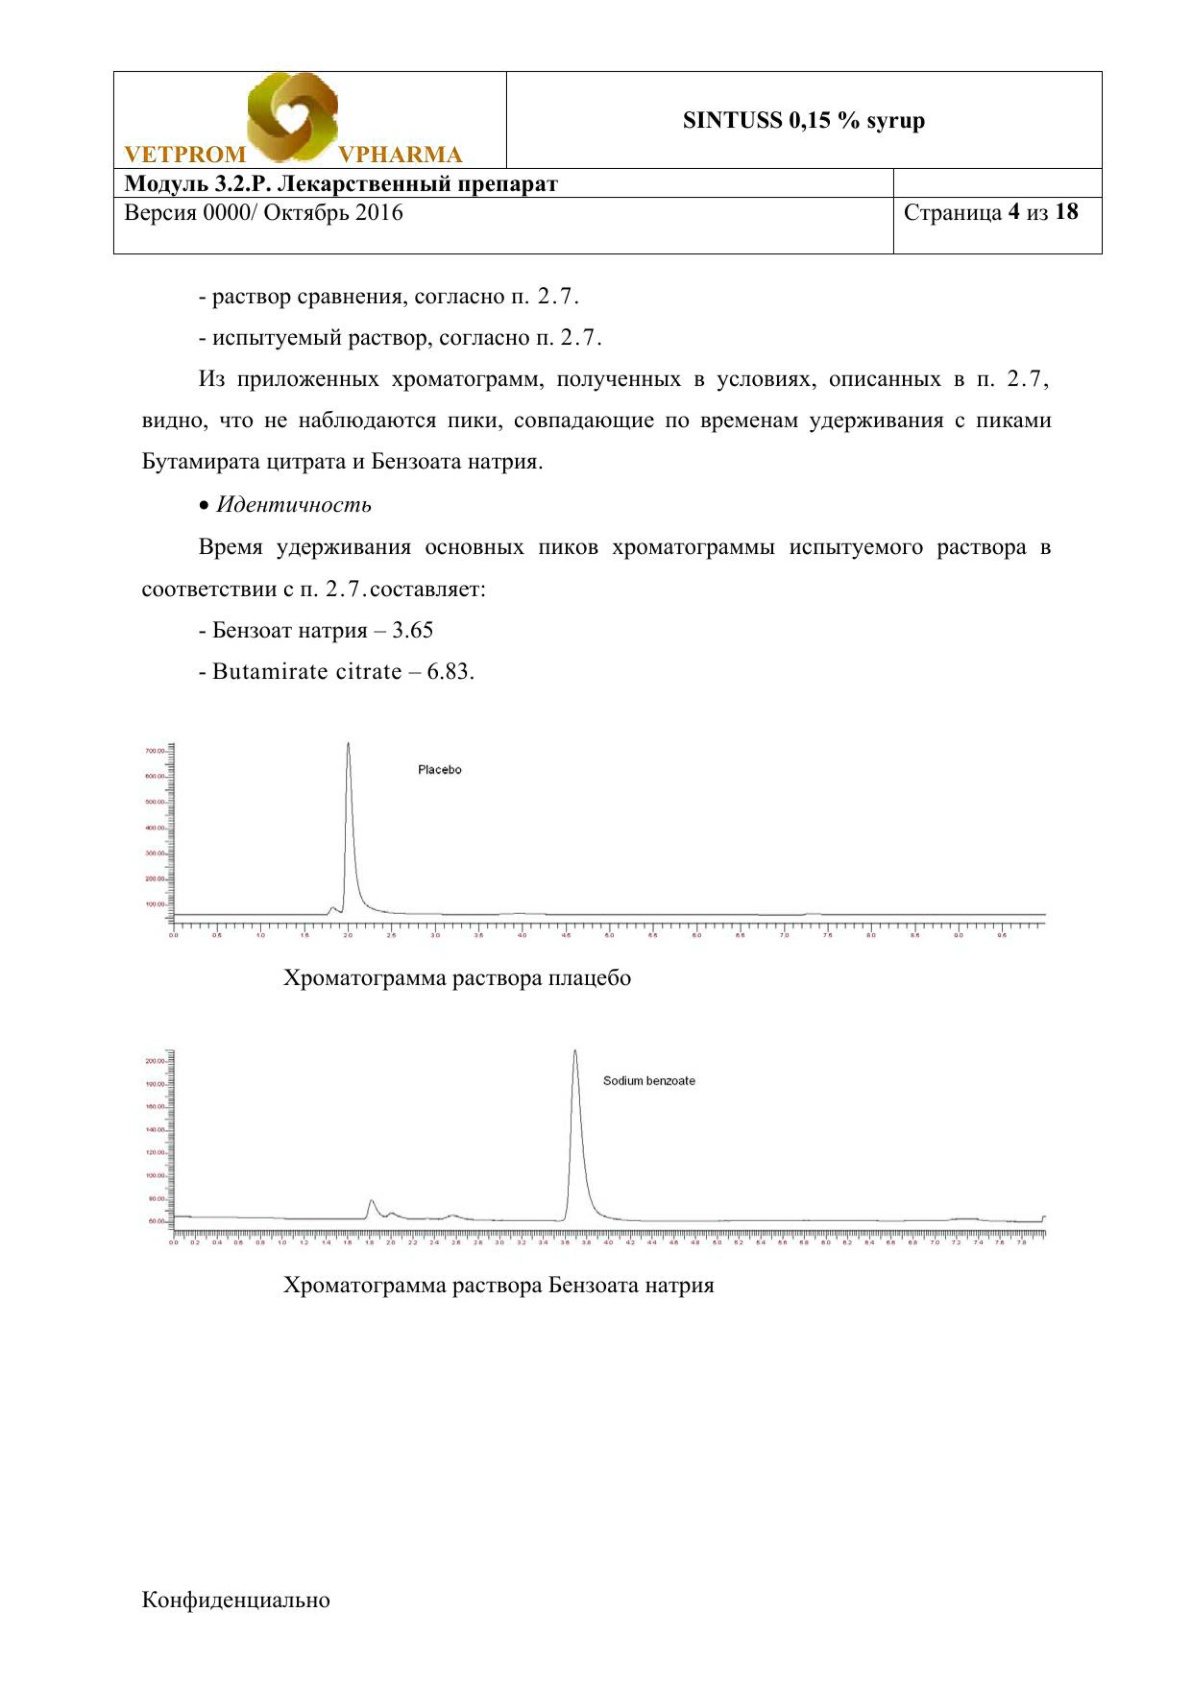 VETPROM VPHARMA
SINTUSS 0,15 % syrup
Модуль 3.2.P. Лекарственный препарат
Версия 0000/ Октябрь 2016
Страница 4 из 18
- раствор сравнения, согласно п. 2.7.
- испытуемый раствор, согласно п. 2.7.
Из приложенных хроматограмм, полученных в условиях, описанных в п. 2.7,
видно, что не наблюдаются пики, совпадающие по временам удерживания с пиками
Бутамирата цитрата и Бензоата натрия.
• Идентичность
Время удерживания основных пиков хроматограммы испытуемого раствора в
соответствии с п. 2.7.составляет:
- Бензоат натрия – 3.65
- Butamirate citrate – 6.83.
Placebo
Хроматограмма раствора плацебо
Sodium benzoate
Хроматограмма раствора Бензоата натрия
Конфиденциально